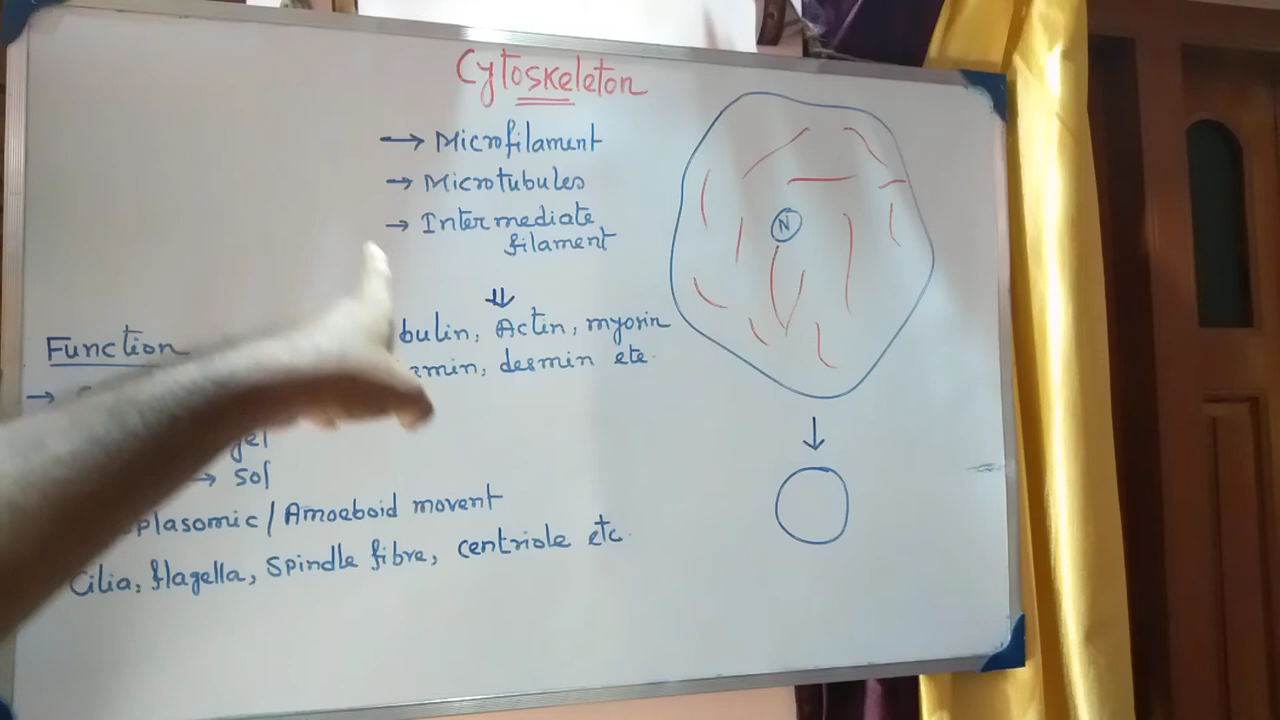 Cytoskeleton
→ Microfilament
→ Microtubules
→ Intermediate
filament
⇓
bulin, Actin, myosin
min, desmin etc.
Function
→
gel
→ Sol
plasomic / Amoeboid movent
Cilia, flagella, Spindle fibre, centriole etc.
N